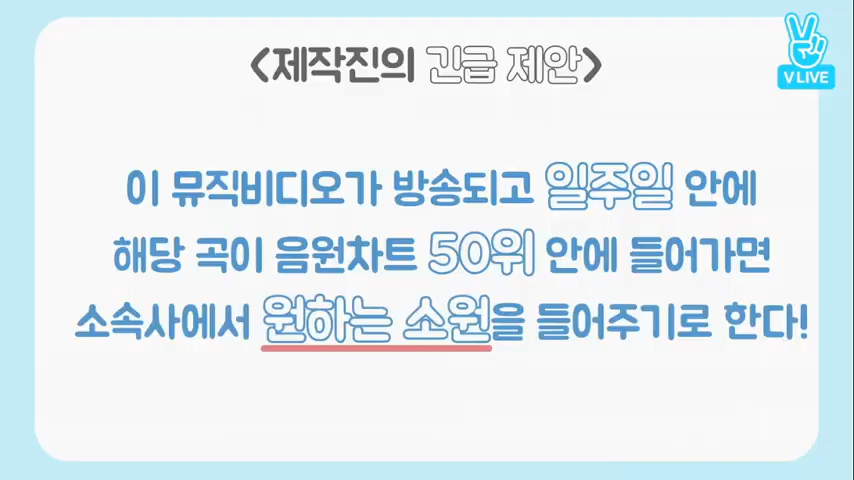 <제작진의 긴급 제안>
V LIVE
이 뮤직비디오가 방송되고 일주일 안에
해당 곡이 음원차트 50위 안에 들어가면
소속사에서 원하는 소원을 들어주기로 한다!